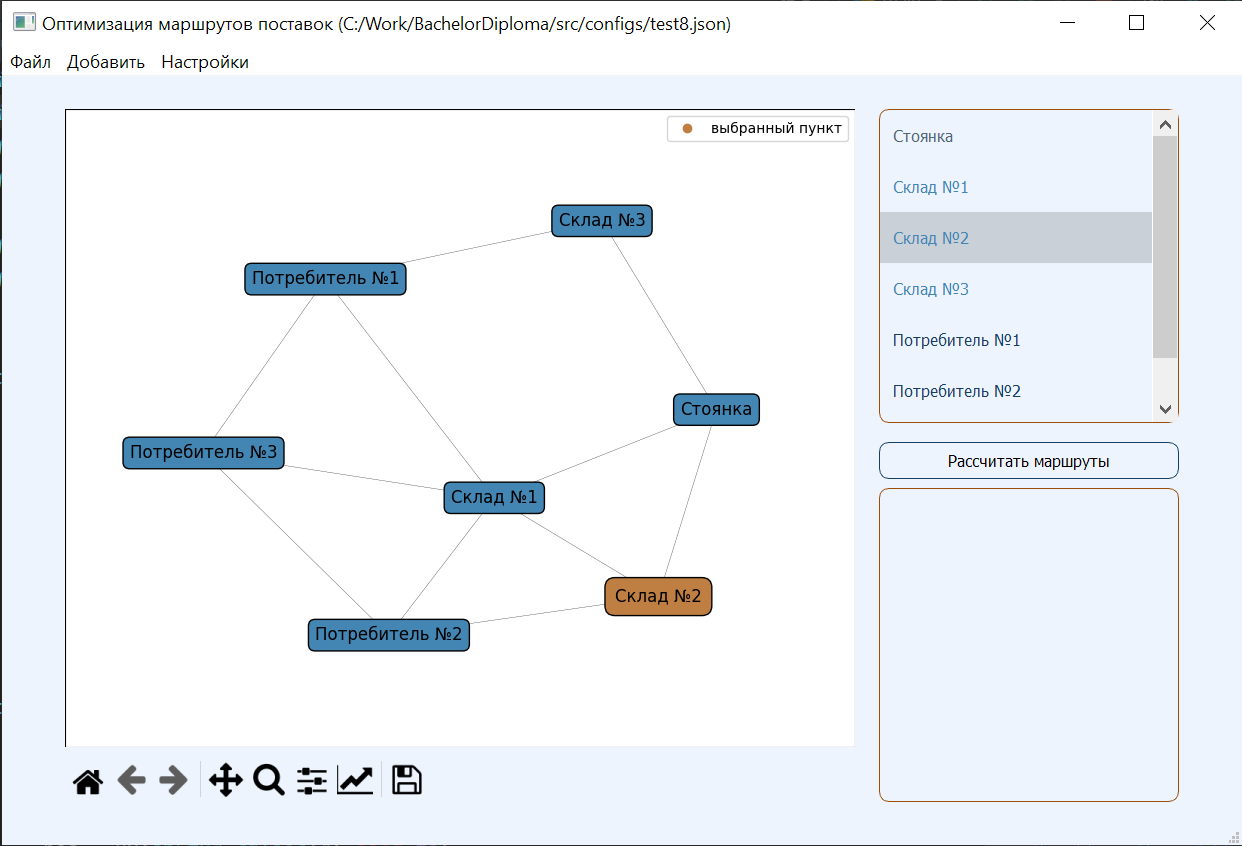 Оптимизация маршрутов поставок (C:/Work/BachelorDiploma/src/configs/test8.json)
Файл Добавить Настройки
выбранный пункт
Склад №3
Потребитель №1
Стоянка
Потребитель №3
Склад №1
Склад №2
Потребитель №2
Стоянка
Склад №1
Склад №2
Склад №3
Потребитель №1
Потребитель №2
Рассчитать маршруты